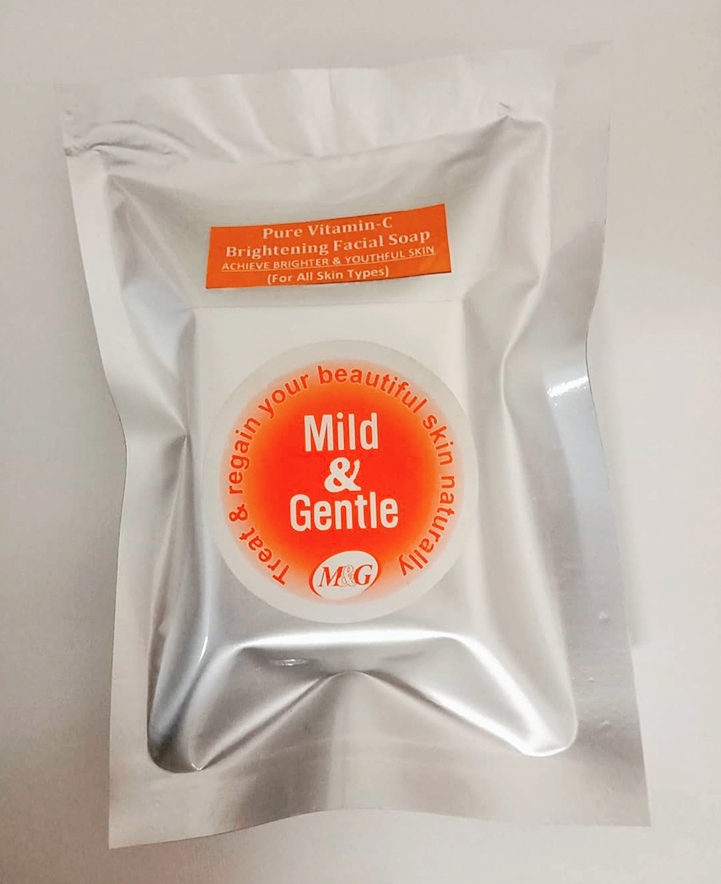 Pure Vitamin-C
Brightening Facial Soap
ACHIEVE BRIGHTER & YOUTHFUL SKIN
(For All Skin Types)
Treat & regain your beautiful skin naturally
Mild
&
Gentle
M&G